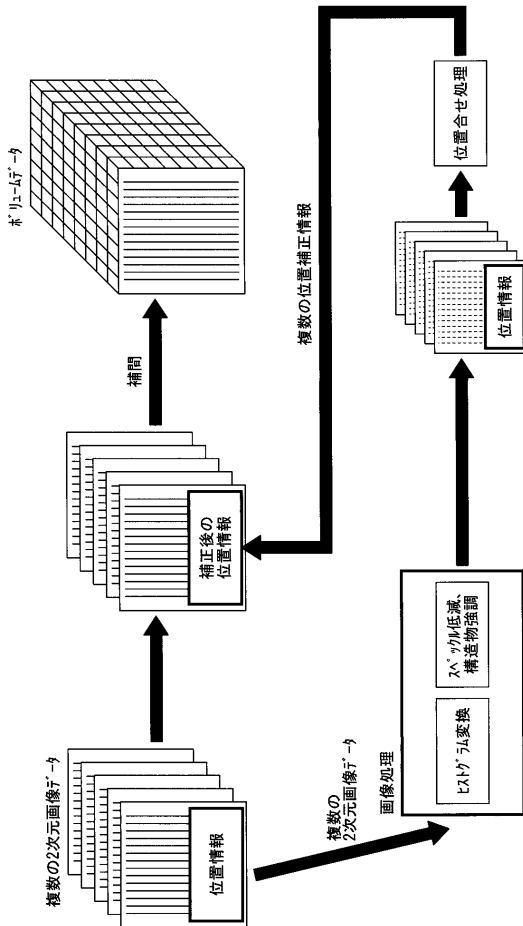 複数の2次元画像データ
位置情報
補正後の
位置情報
補間
ボリュームデータ
複数の
2次元画像データ
画像処理
ヒストグラム変換
スペックル低減、
構造物強調
位置情報
位置合せ処理
複数の位置補正情報